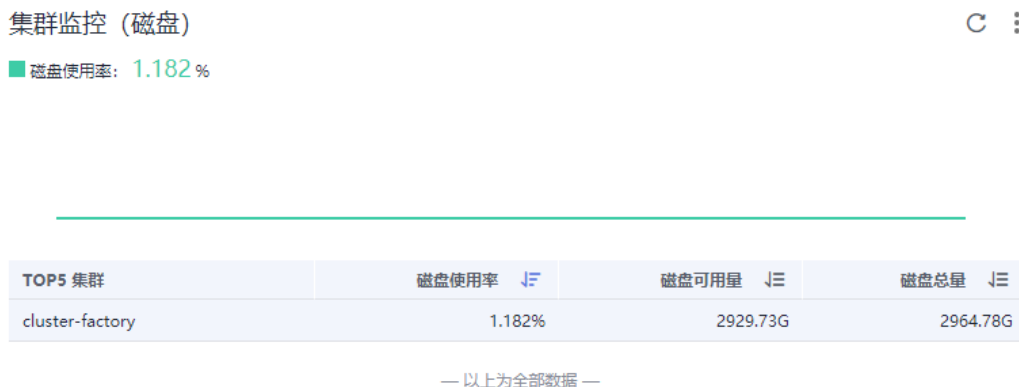 集群监控（磁盘）
磁盘使用率： 1.182 %
TOP5 集群 磁盘使用率 磁盘可用量 磁盘总量
cluster-factory 1.182% 2929.73G 2964.78G
— 以上为全部数据 —